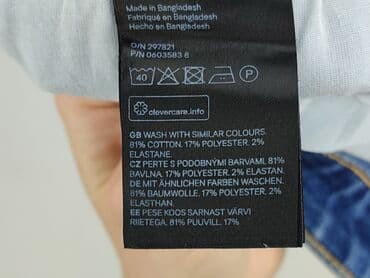 Made in Bangladesh
Fabriqué en Bangladesh
Hecho en Bangladesh
O/N 297821
P/N 0603583 8
40
P
clevercare.info
GB WASH WITH SIMILAR COLOURS.
81% COTTON. 17% POLYESTER. 2%
ELASTANE.
CZ PERTE S PODOBNÝMI BARVAMI. 81%
BAVLNA. 17% POLYESTER. 2% ELASTAN.
DE MIT ÄHNLICHEN FARBEN WASCHEN.
81% BAUMWOLLE. 17% POLYESTER. 2%
ELASTHAN.
EE PESE KOOS SARNAST VÄRVI
RIIETEGA. 81% PUUVILL. 17%